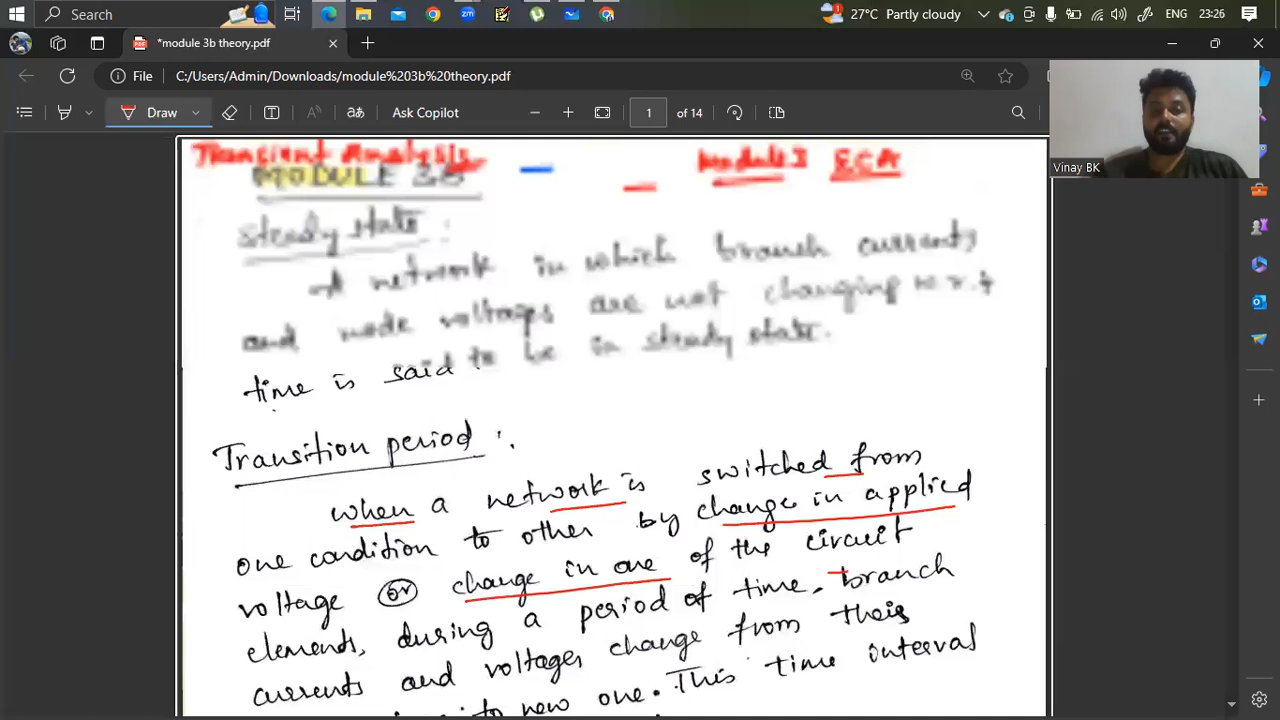 Search
27°C Partly cloudy
ENG
23:26
*module 3b theory.pdf
File
C:/Users/Admin/Downloads/module%203b%20theory.pdf
Draw
Ask Copilot
1 of 14
Vinay BK
Transient Analysis
Module 3 ECA
MODULE 3B
Steady state :
A network in which branch currents
and node voltages are not changing w.r.t
time is said to be in steady state.
Transition period :
when a network is switched from
one condition to other by change in applied
voltage or change in one of the circuit
elements, during a period of time, branch
currents and voltages change from their
to new one. This time interval